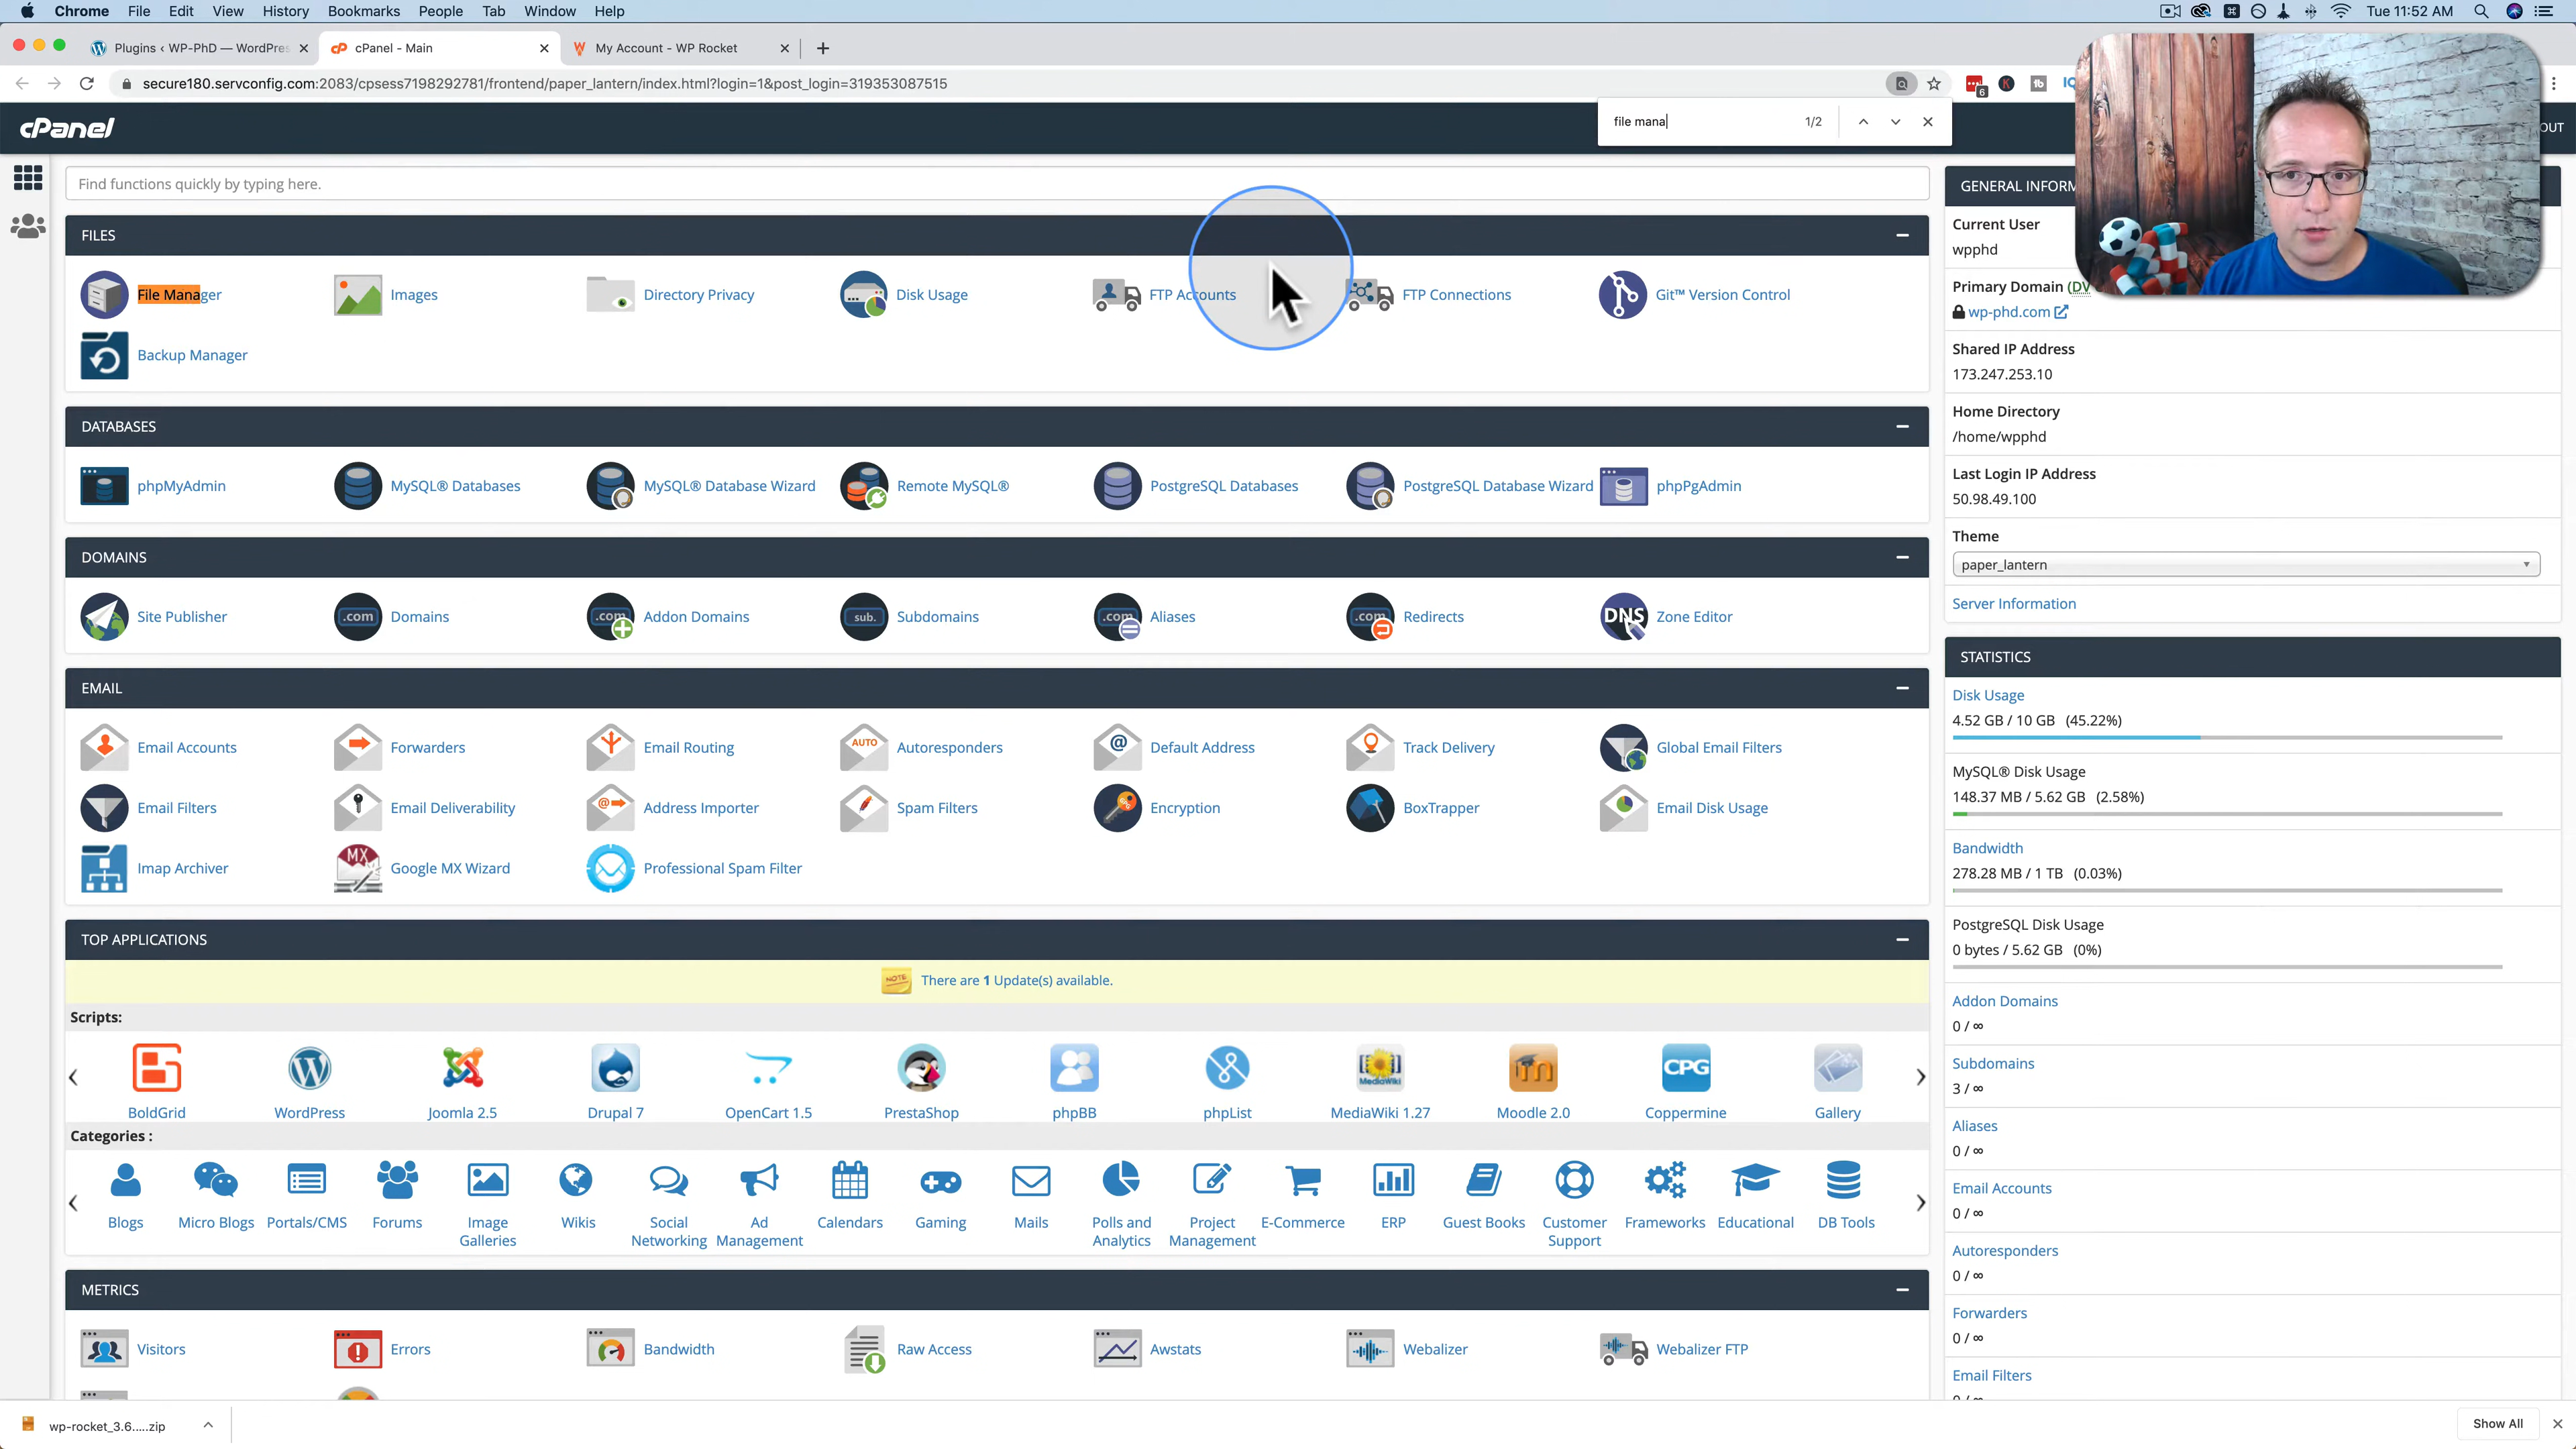 Chrome File Edit View History Bookmarks People Tab Window Help Tue 11:52 AM
Plugins ‹ WP-PhD — WordPres cPanel - Main My Account - WP Rocket
secure180.servconfig.com:2083/cpsess7198292781/frontend/paper_lantern/index.html?login=1&post_login=319353087515
6
file mana 1/2
cPanel
OUT
Find functions quickly by typing here.
FILES
File Manager Images Directory Privacy Disk Usage FTP Accounts FTP Connections Git™ Version Control
Backup Manager
DATABASES
phpMyAdmin MySQL® Databases MySQL® Database Wizard Remote MySQL® PostgreSQL Databases PostgreSQL Database Wizard phpPgAdmin
DOMAINS
Site Publisher .com Domains .com Addon Domains sub. Subdomains .com Aliases .com Redirects DNS Zone Editor
EMAIL
Email Accounts Forwarders Email Routing AUTO Autoresponders @ Default Address Track Delivery Global Email Filters
Email Filters Email Deliverability @ Address Importer Spam Filters Encryption BoxTrapper Email Disk Usage
Imap Archiver MX Google MX Wizard Professional Spam Filter
TOP APPLICATIONS
NOTE There are 1 Update(s) available.
Scripts:
MediaWiki CPG
BoldGrid WordPress Joomla 2.5 Drupal 7 OpenCart 1.5 PrestaShop phpBB phpList MediaWiki 1.27 Moodle 2.0 Coppermine Gallery
Categories :
Blogs Micro Blogs Portals/CMS Forums Image Galleries Wikis Social Networking Ad Management Calendars Gaming Mails Polls and Analytics Project Management E-Commerce ERP Guest Books Customer Support Frameworks Educational DB Tools
METRICS
Visitors Errors Bandwidth Raw Access Awstats Webalizer Webalizer FTP
GENERAL INFORM
Current User
wpphd
Primary Domain (DV
wp-phd.com
Shared IP Address
173.247.253.10
Home Directory
/home/wpphd
Last Login IP Address
50.98.49.100
Theme
paper_lantern
Server Information
STATISTICS
Disk Usage
4.52 GB / 10 GB (45.22%)
MySQL® Disk Usage
148.37 MB / 5.62 GB (2.58%)
Bandwidth
278.28 MB / 1 TB (0.03%)
PostgreSQL Disk Usage
0 bytes / 5.62 GB (0%)
Addon Domains
0 / ∞
Subdomains
3 / ∞
Aliases
0 / ∞
Email Accounts
0 / ∞
Autoresponders
0 / ∞
Forwarders
0 / ∞
Email Filters
0 / ∞
wp-rocket_3.6.....zip Show All